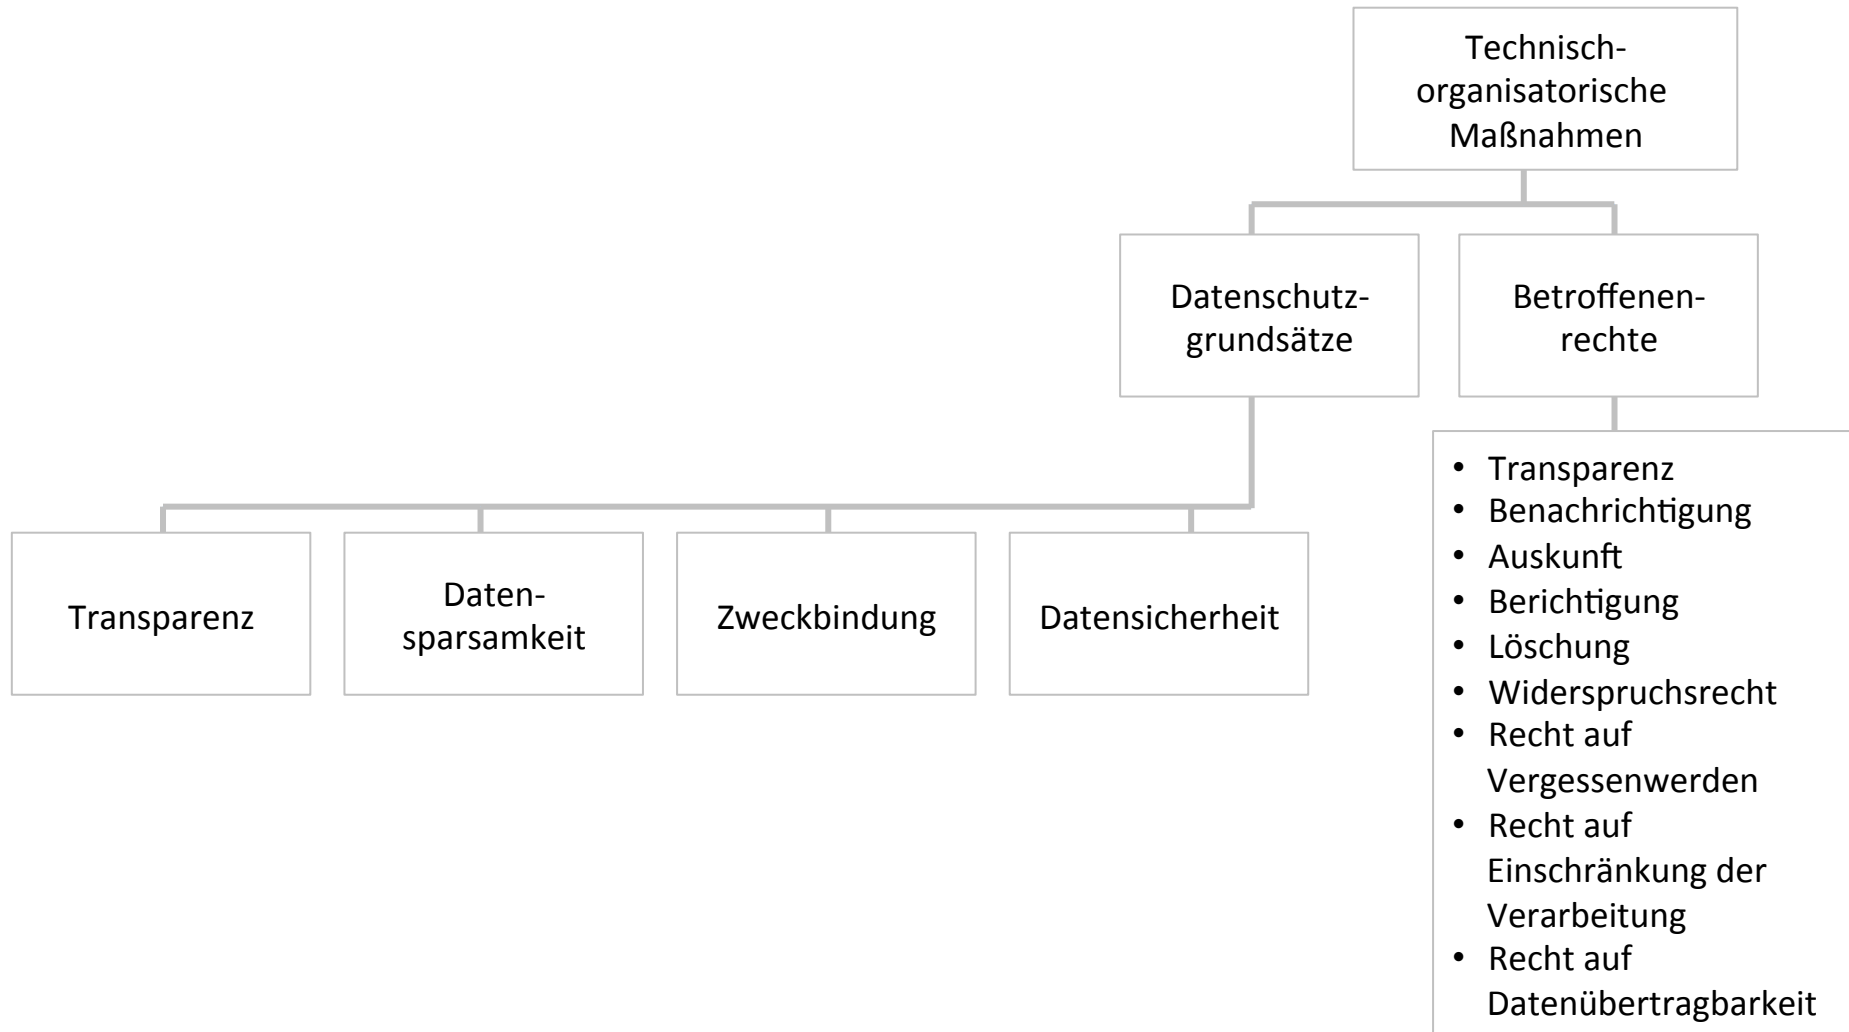 Technisch-
organisatorische
Maßnahmen
Datenschutz-
grundsätze
Betroffenen-
rechte
Transparenz
Daten-
sparsamkeit
Zweckbindung
Datensicherheit
• Transparenz
• Benachrichtigung
• Auskunft
• Berichtigung
• Löschung
• Widerspruchsrecht
• Recht auf
Vergessenwerden
• Recht auf
Einschränkung der
Verarbeitung
• Recht auf
Datenübertragbarkeit